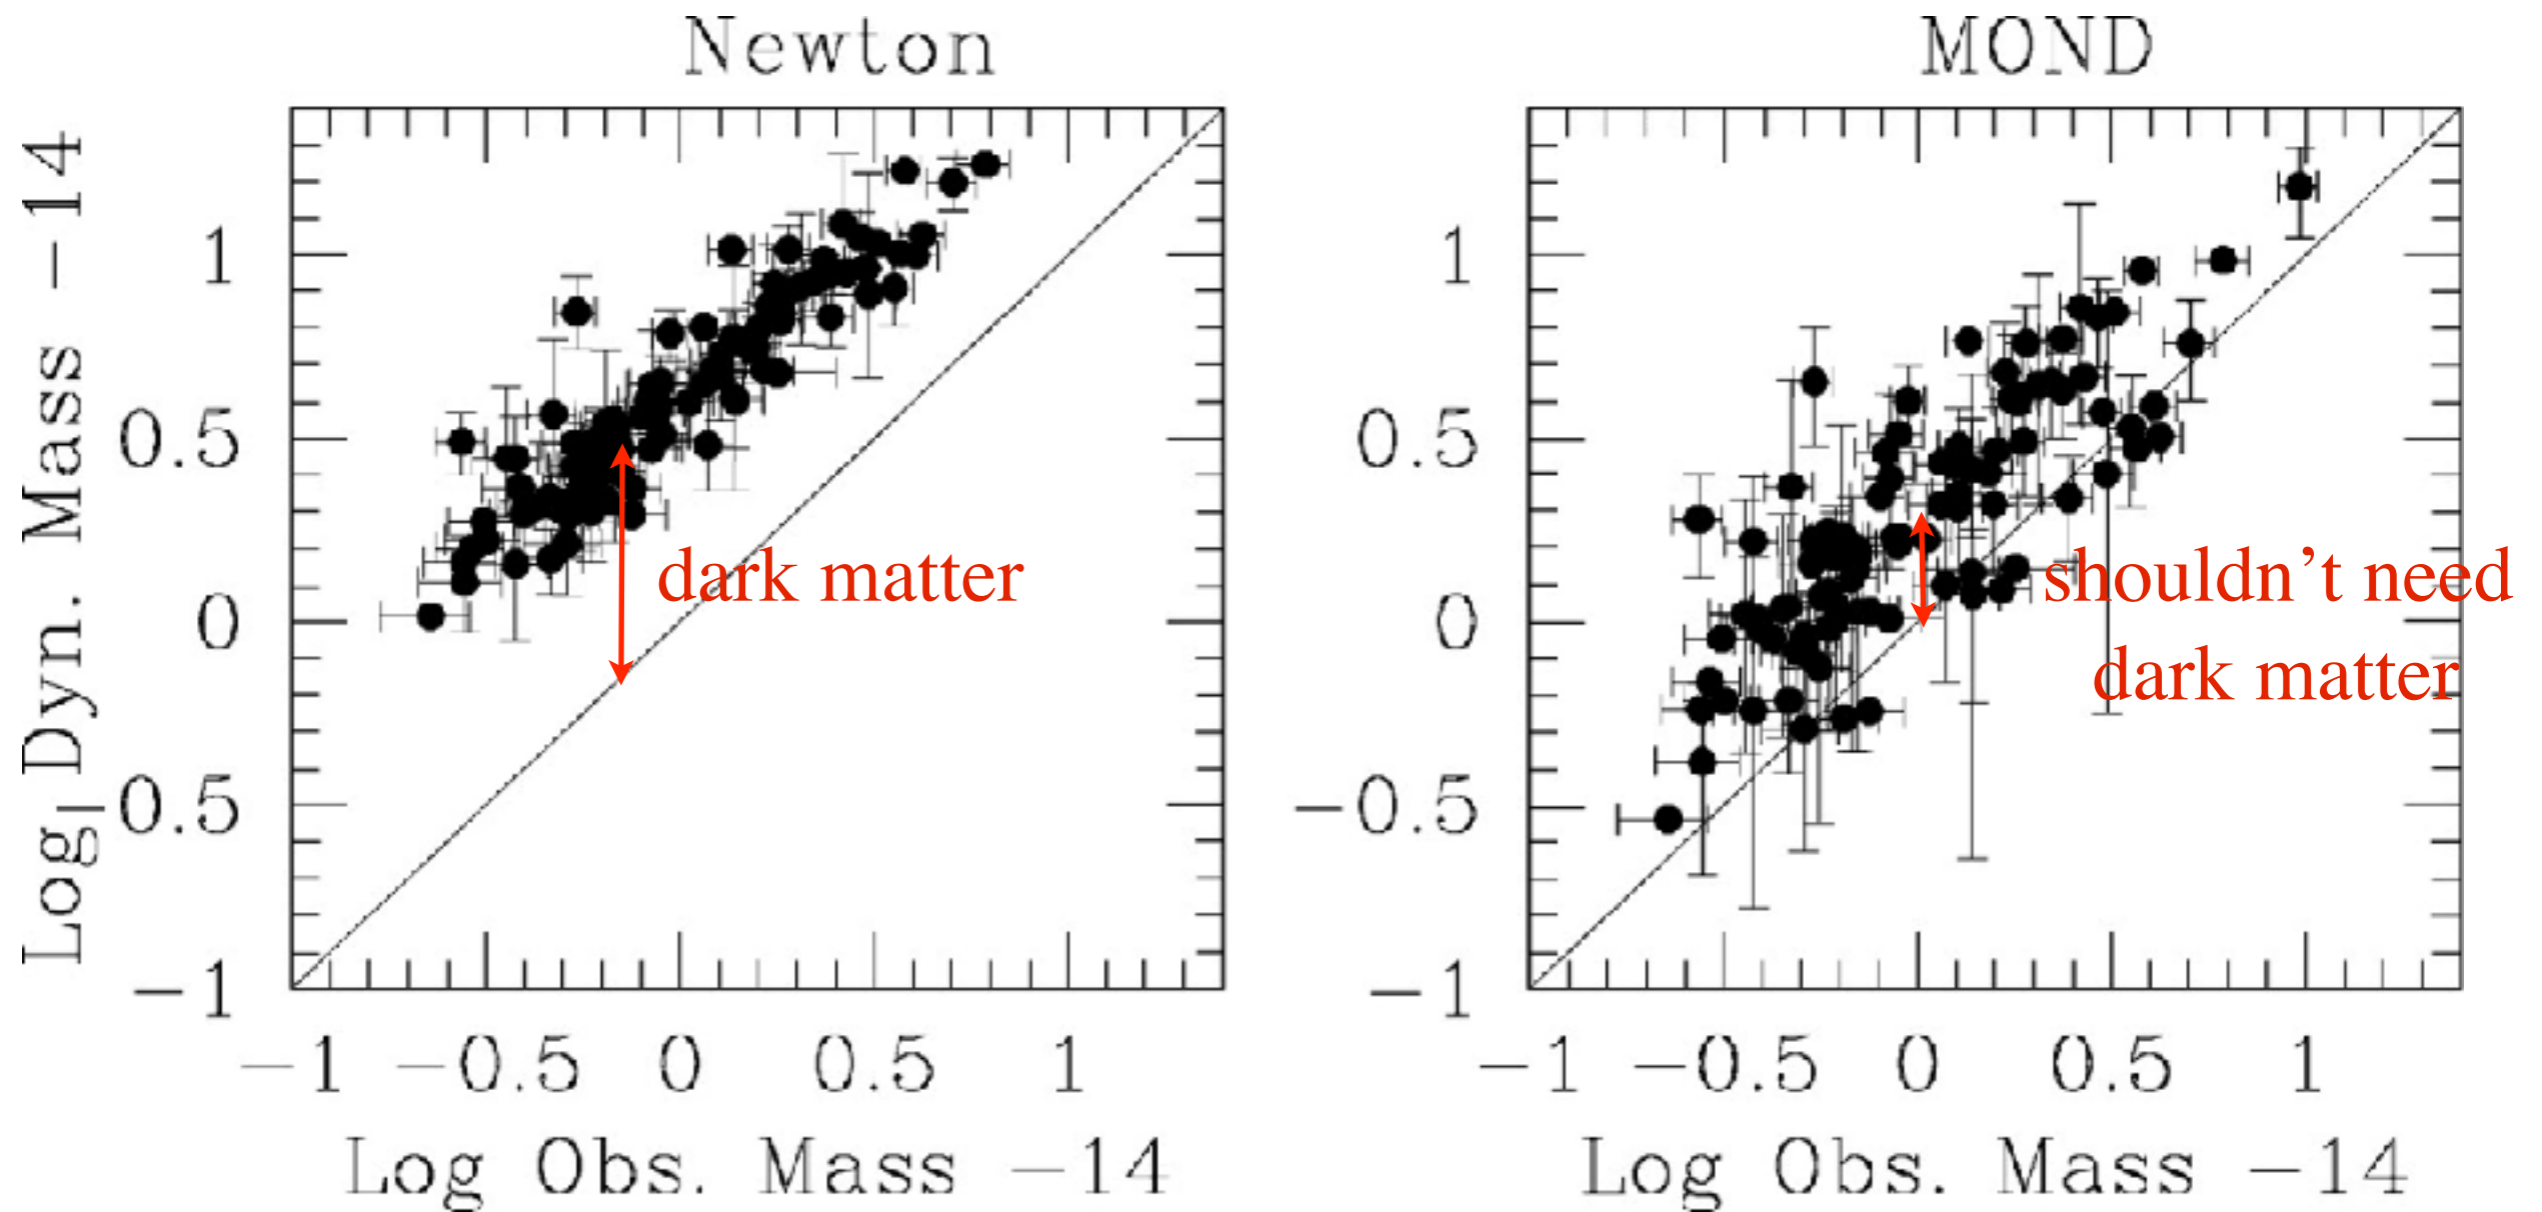 Newton
MOND
Log Dyn. Mass −14
1
0.5
0
−0.5
−1
dark matter
−1 −0.5 0 0.5 1
Log Obs. Mass −14
1
0.5
0
−0.5
−1
shouldn’t need
dark matter
−1 −0.5 0 0.5 1
Log Obs. Mass −14